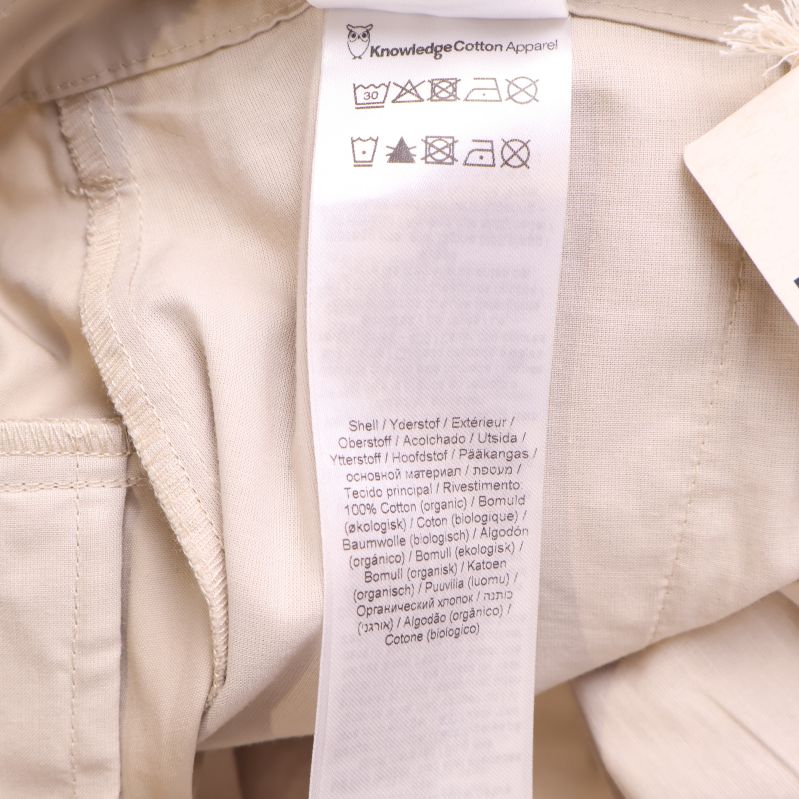 KnowledgeCotton Apparel
30
Shell / Yderstof / Extérieur /
Oberstoff / Acolchado / Utsida /
Ytterstoff / Hoofdstof / Pääkangas /
основной материал / מעטפת /
Tecido principal / Rivestimento:
100% Cotton (organic) / Bomuld
(økologisk) / Coton (biologique) /
Baumwolle (biologisch) / Algodón
(orgánico) / Bomull (ekologisk) /
Bomull (organisk) / Katoen
(organisch) / Puuvilla (luomu) /
Органический хлопок / כותנה
(אורגני) / Algodão (orgânico) /
Cotone (biologico)